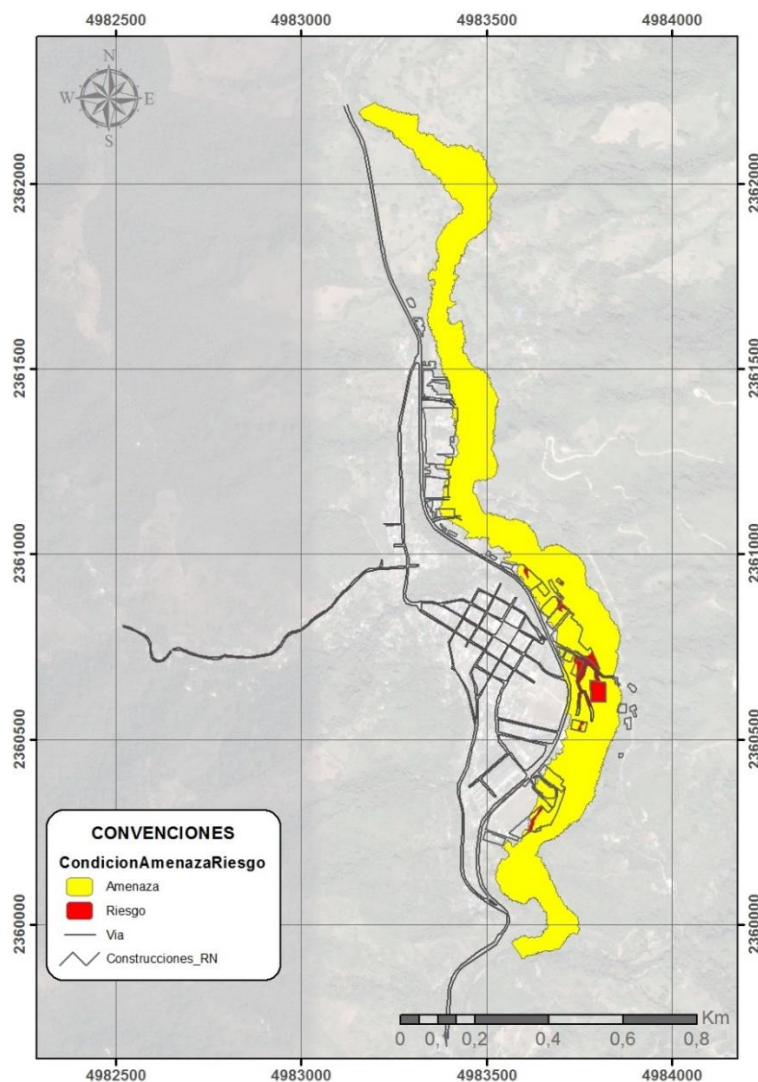 4982500 4983000 4983500 4984000
N
W E
S
2362000 2362000
2361500 2361500
2361000 2361000
2360500 2360500
2360000 2360000
CONVENCIONES
CondicionAmenazaRiesgo
Amenaza
Riesgo
Via
Construcciones_RN
Km
0 0,1 0,2 0,4 0,6 0,8
4982500 4983000 4983500 4984000